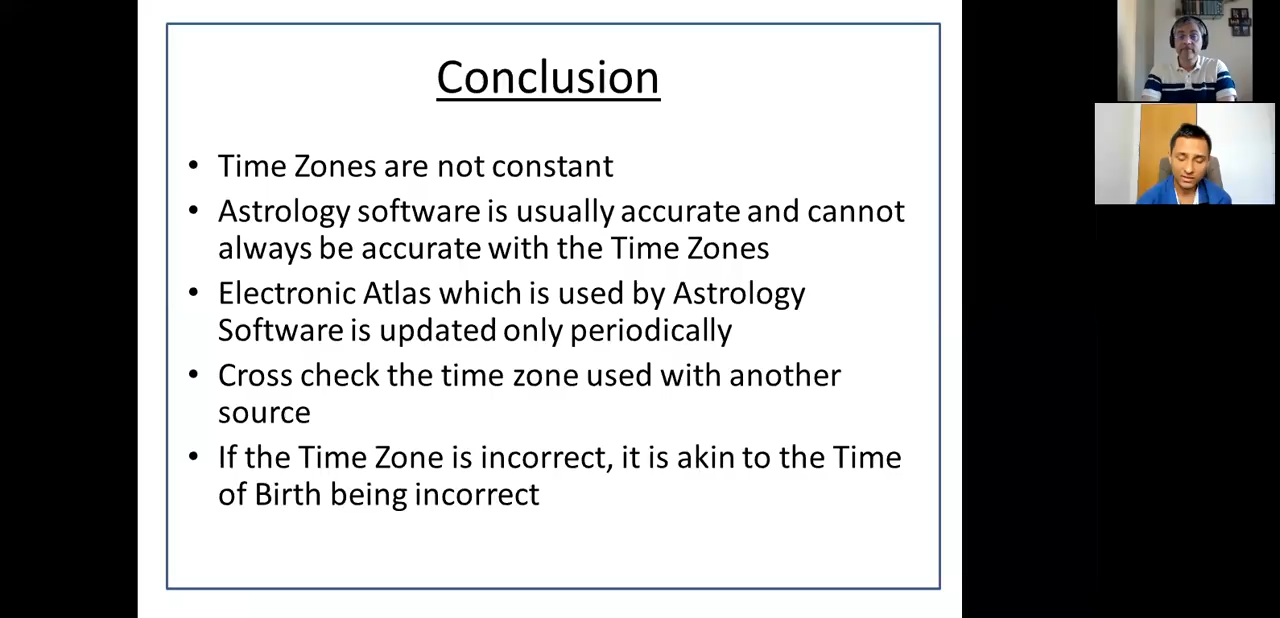 Conclusion
• Time Zones are not constant
• Astrology software is usually accurate and cannot
always be accurate with the Time Zones
• Electronic Atlas which is used by Astrology
Software is updated only periodically
• Cross check the time zone used with another
source
• If the Time Zone is incorrect, it is akin to the Time
of Birth being incorrect